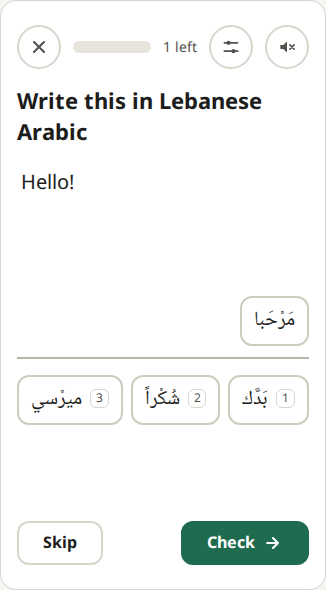 1 left
Write this in Lebanese
Arabic
Hello!
مَرْحَبا
1 بَدَّك
2 شُكْراً
3 ميرْسي
Skip
Check